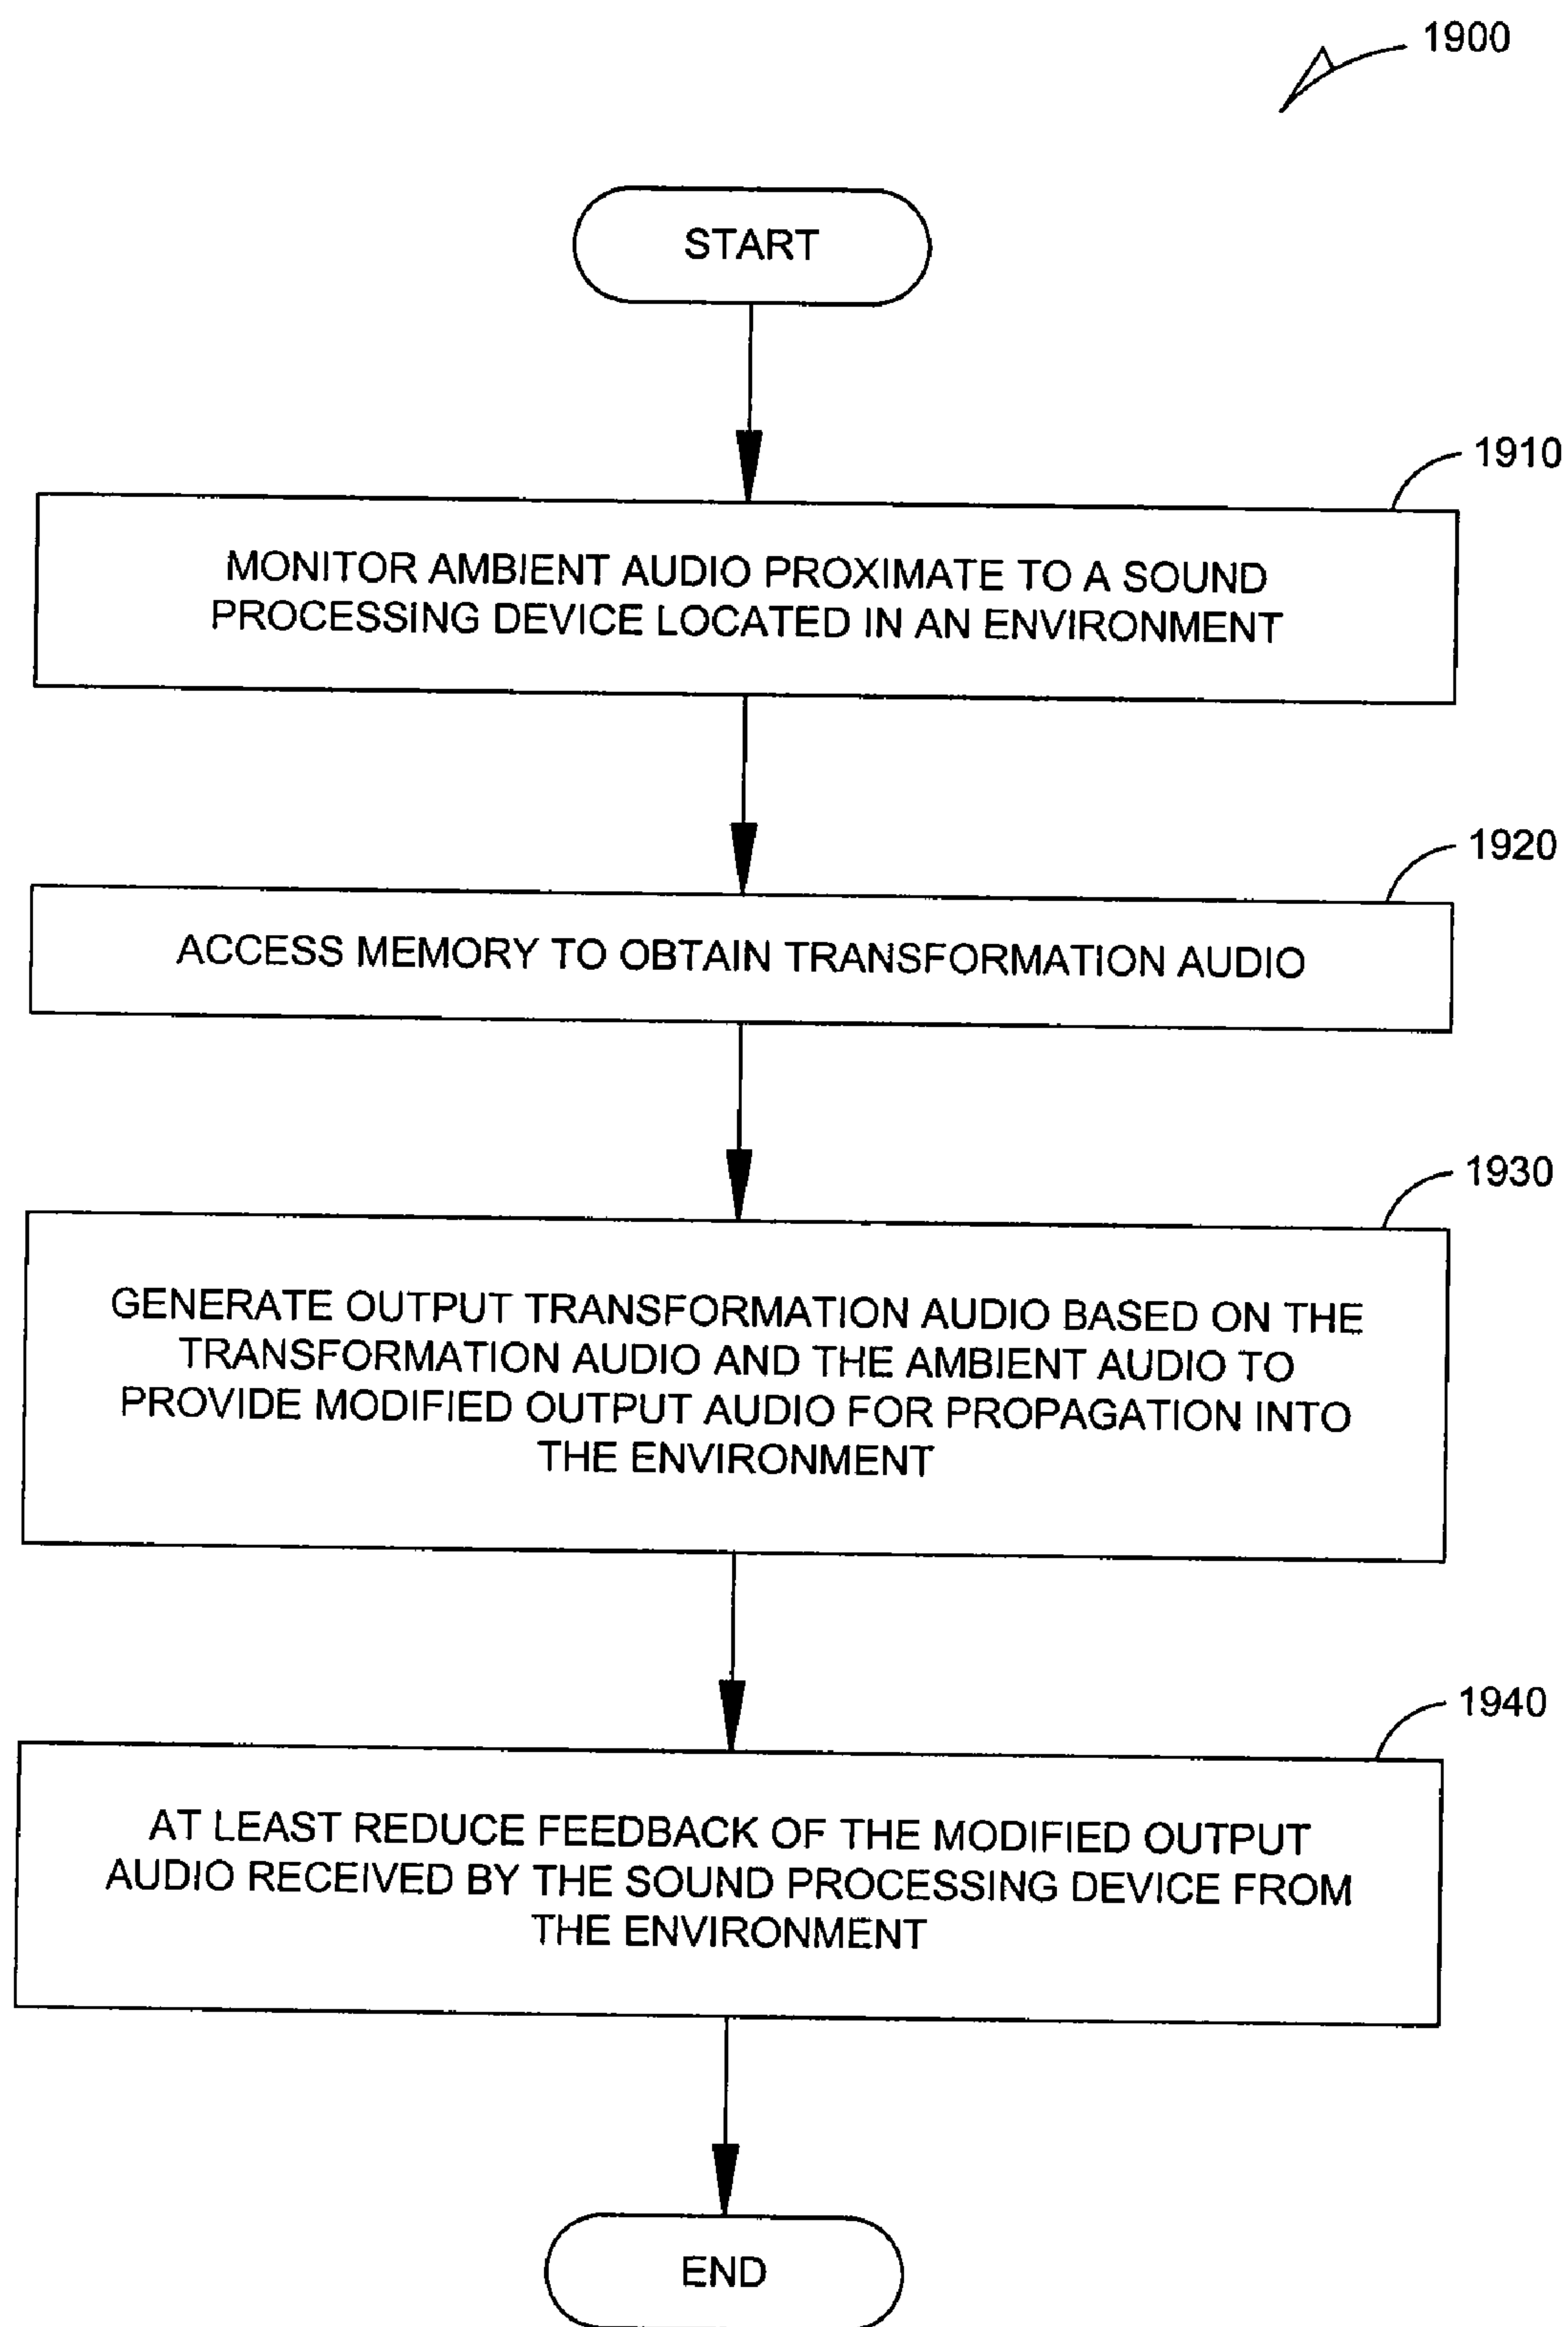 1900
START
1910
MONITOR AMBIENT AUDIO PROXIMATE TO A SOUND
PROCESSING DEVICE LOCATED IN AN ENVIRONMENT
1920
ACCESS MEMORY TO OBTAIN TRANSFORMATION AUDIO
1930
GENERATE OUTPUT TRANSFORMATION AUDIO BASED ON THE
TRANSFORMATION AUDIO AND THE AMBIENT AUDIO TO
PROVIDE MODIFIED OUTPUT AUDIO FOR PROPAGATION INTO
THE ENVIRONMENT
1940
AT LEAST REDUCE FEEDBACK OF THE MODIFIED OUTPUT
AUDIO RECEIVED BY THE SOUND PROCESSING DEVICE FROM
THE ENVIRONMENT
END